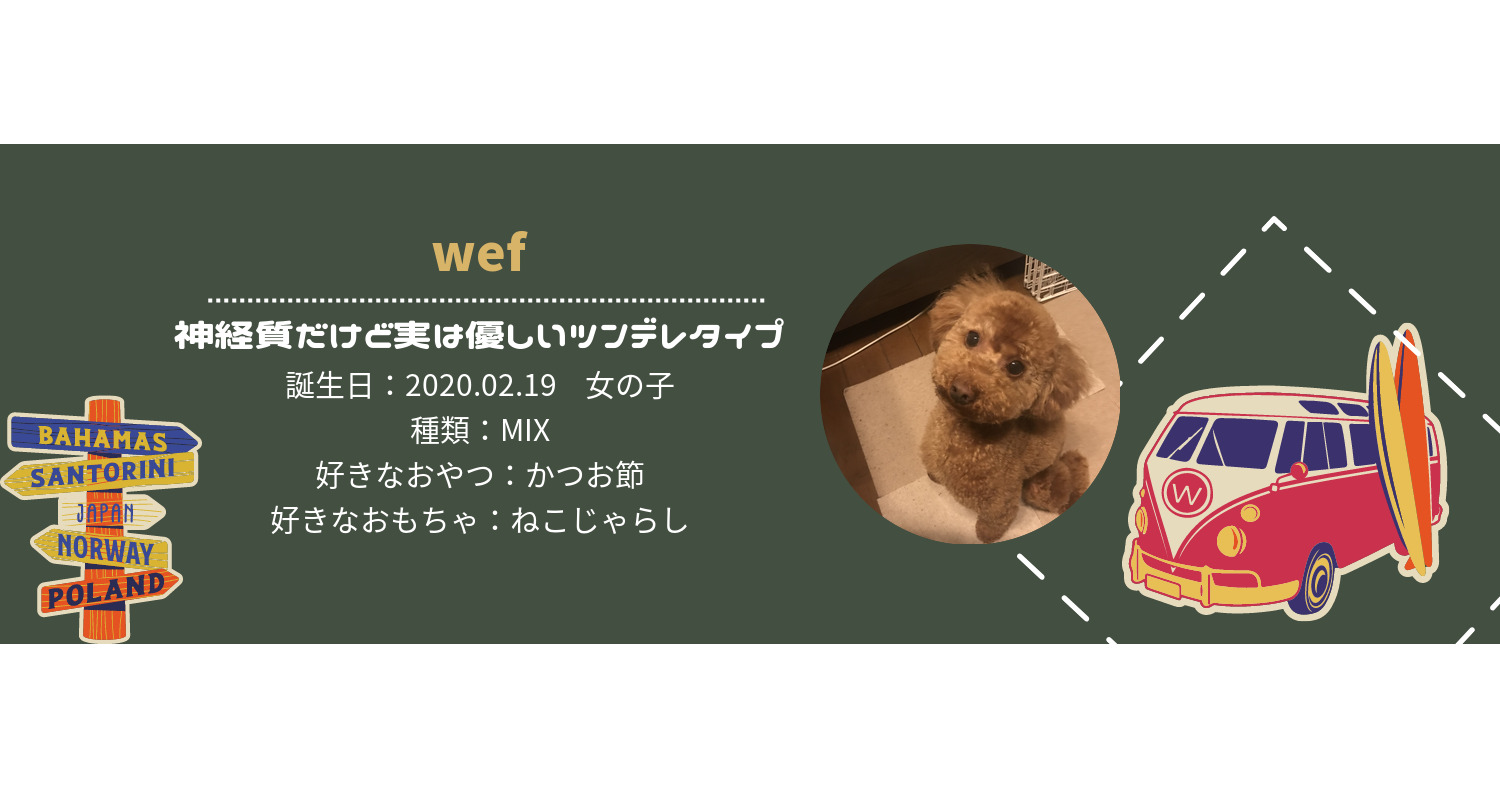 wef
神経質だけど実は優しいツンデレタイプ
誕生日：2020.02.19　女の子
種類：MIX
好きなおやつ：かつお節
好きなおもちゃ：ねこじゃらし
BAHAMAS
SANTORINI
JAPAN
NORWAY
POLAND
W